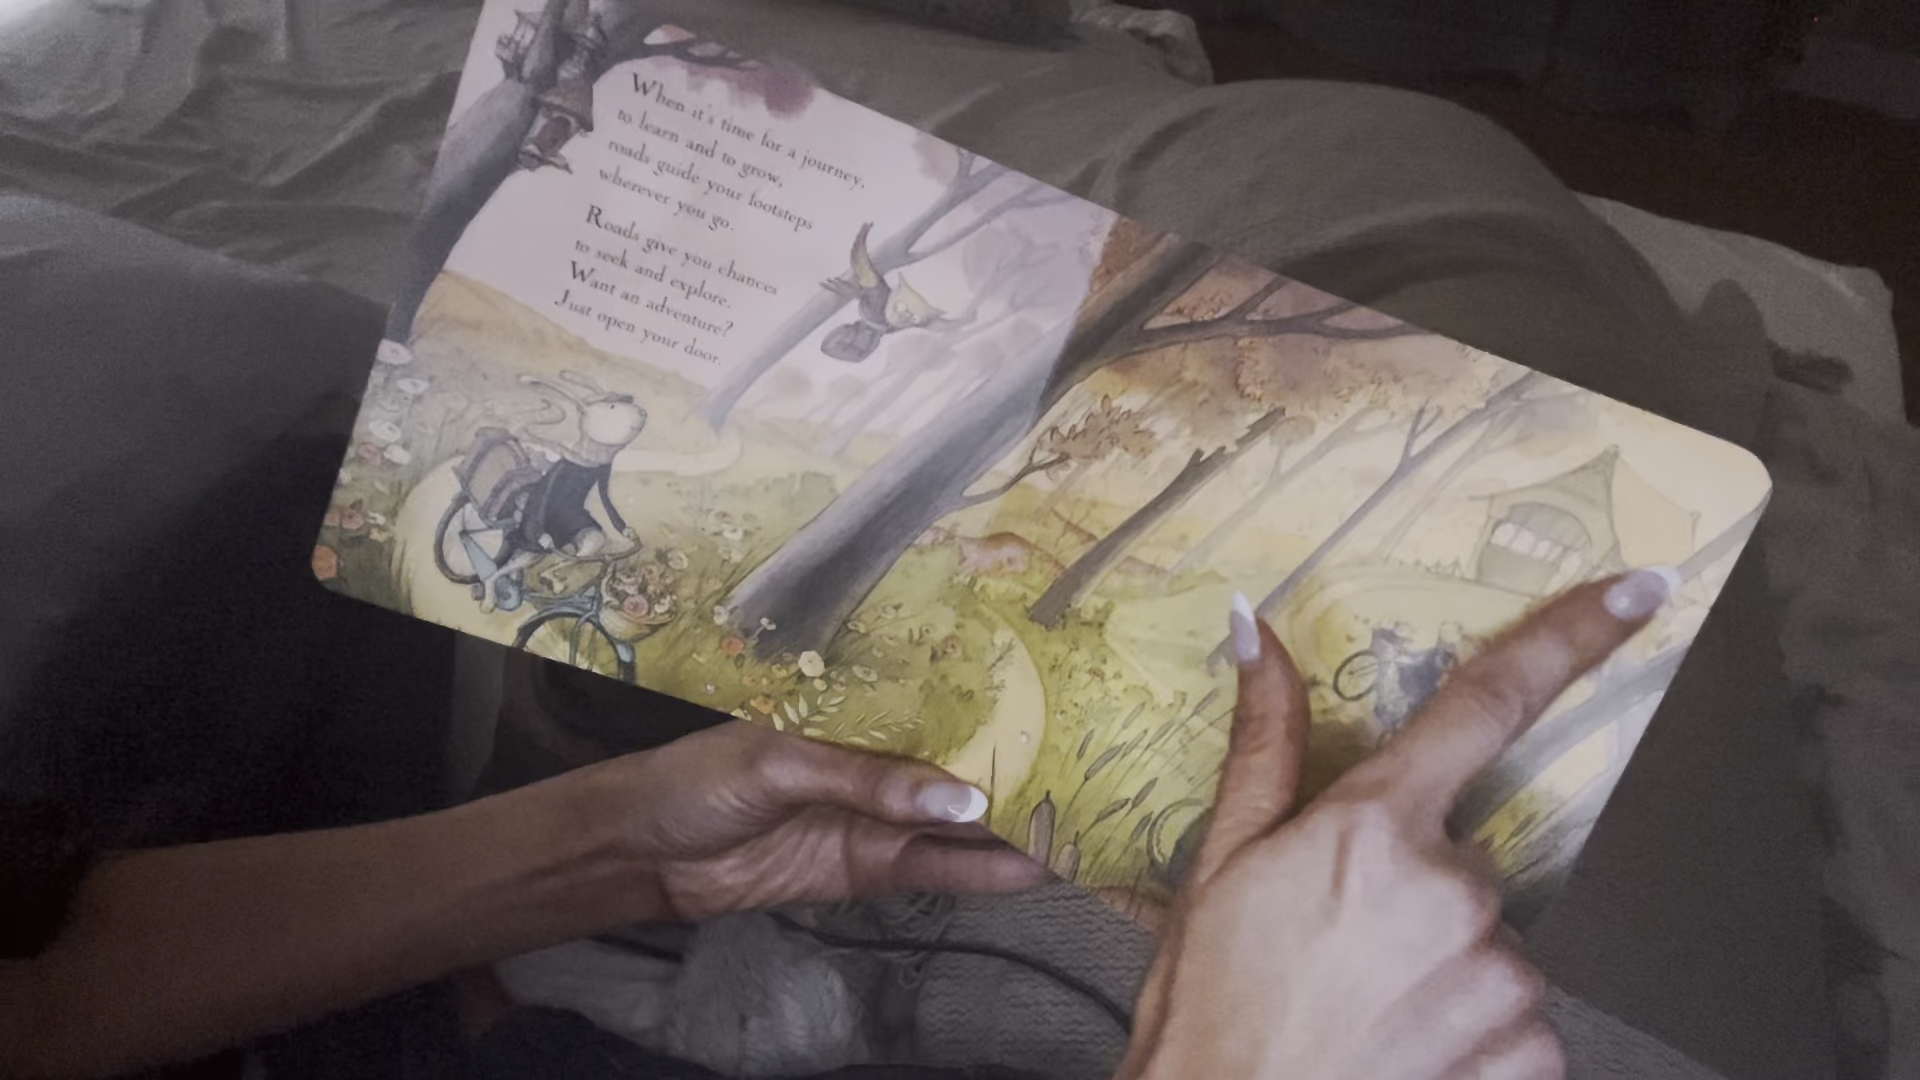 When it's time for a journey,
to learn and to grow,
roads guide your footsteps
wherever you go.
Roads give you chances
to seek and explore.
Want an adventure?
Just open your door.